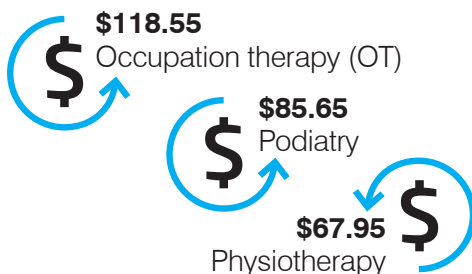 $118.55
$ Occupation therapy (OT)
$85.65
$ Podiatry
$67.95 $
Physiotherapy